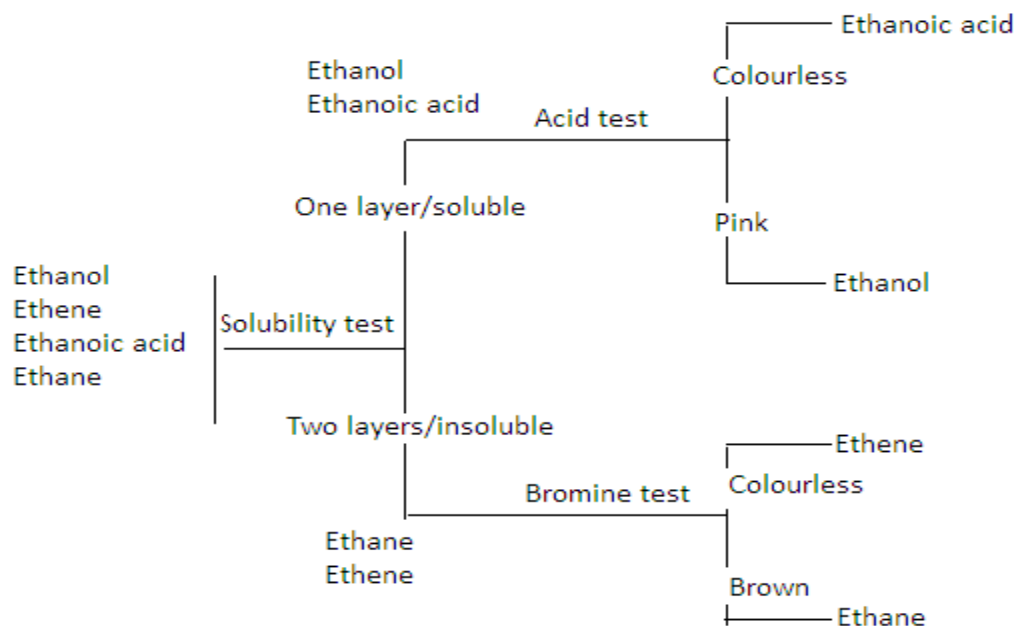 Ethanoic acid
Ethanol
Ethanoic acid
Colourless
Acid test
One layer/soluble
Pink
Ethanol
Ethene
Ethanoic acid
Ethane
Solubility test
Ethanol
Two layers/insoluble
Ethene
Colourless
Bromine test
Ethane
Ethene
Brown
Ethane